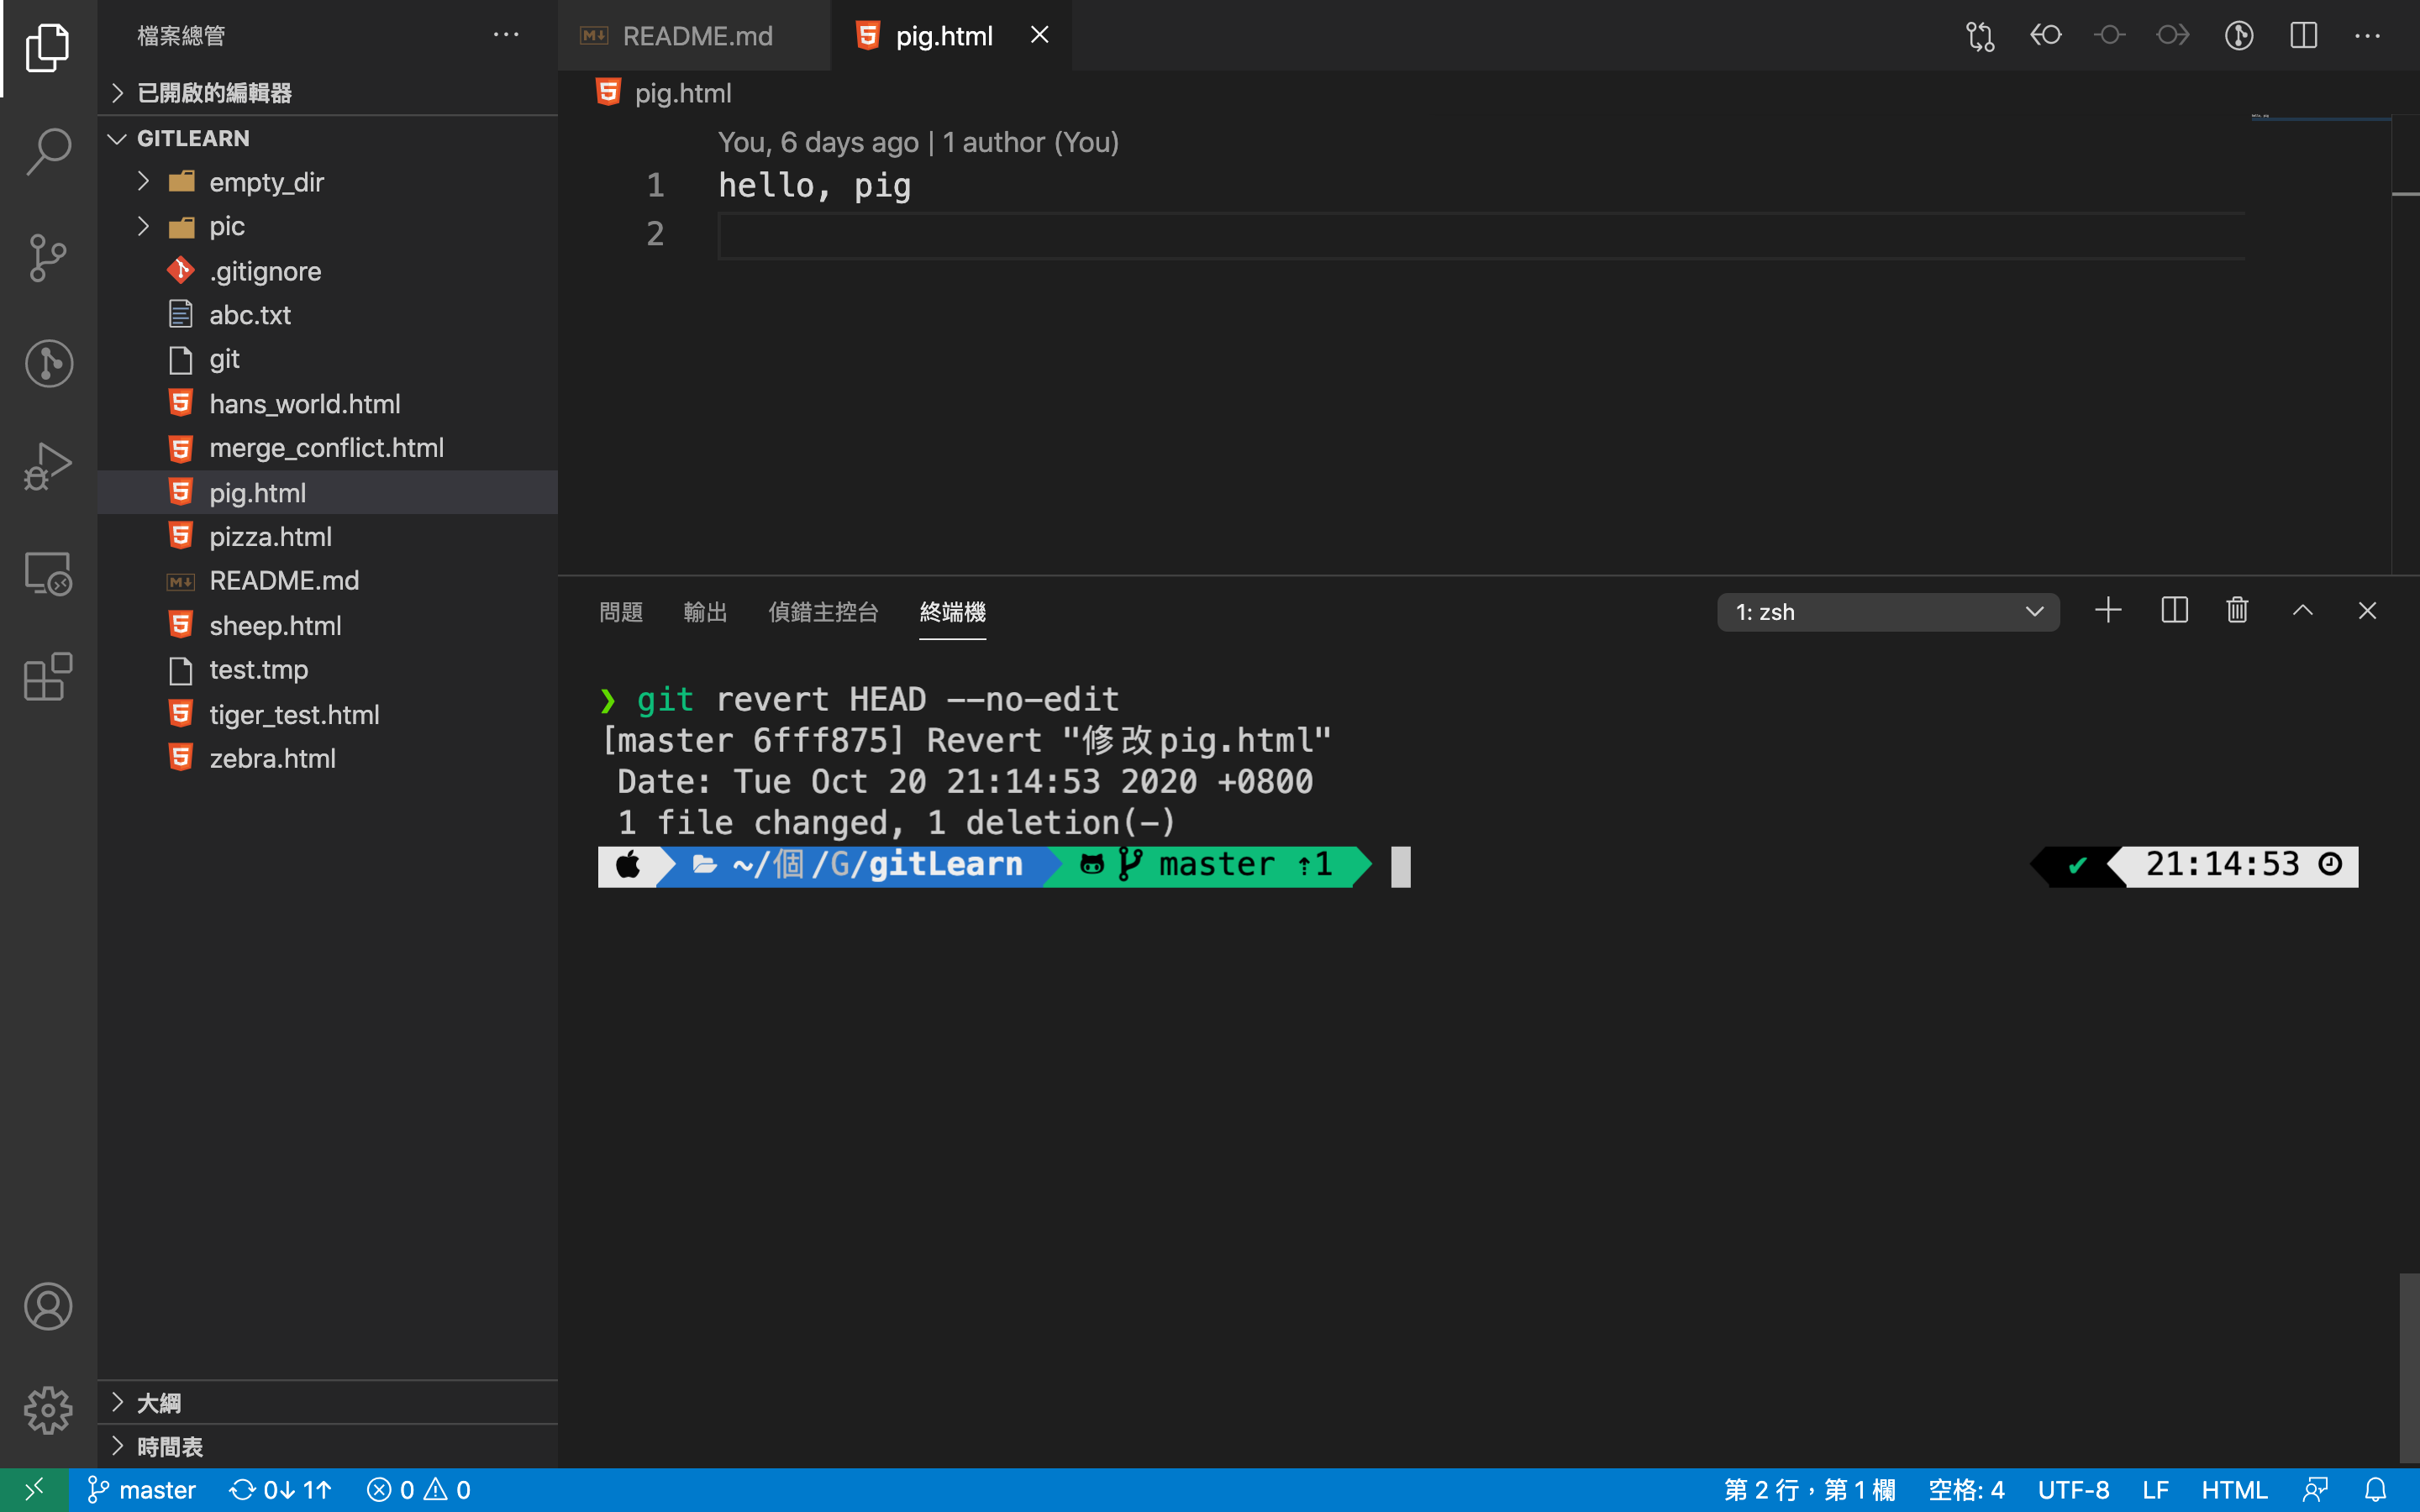 檔案總管
已開啟的編輯器
GITLEARN
empty_dir
pic
.gitignore
abc.txt
git
hans_world.html
merge_conflict.html
pig.html
pizza.html
README.md
sheep.html
test.tmp
tiger_test.html
zebra.html
大綱
時間表
README.md pig.html
pig.html
You, 6 days ago | 1 author (You)
1 hello, pig
2
問題 輸出 偵錯主控台 終端機 1: zsh
❯ git revert HEAD --no-edit
[master 6fff875] Revert "修改pig.html"
Date: Tue Oct 20 21:14:53 2020 +0800
1 file changed, 1 deletion(-)
~/個/G/gitLearn master ⇡1 ✔ 21:14:53
master 0↓ 1↑ 0 0 第 2 行，第 1 欄 空格: 4 UTF-8 LF HTML